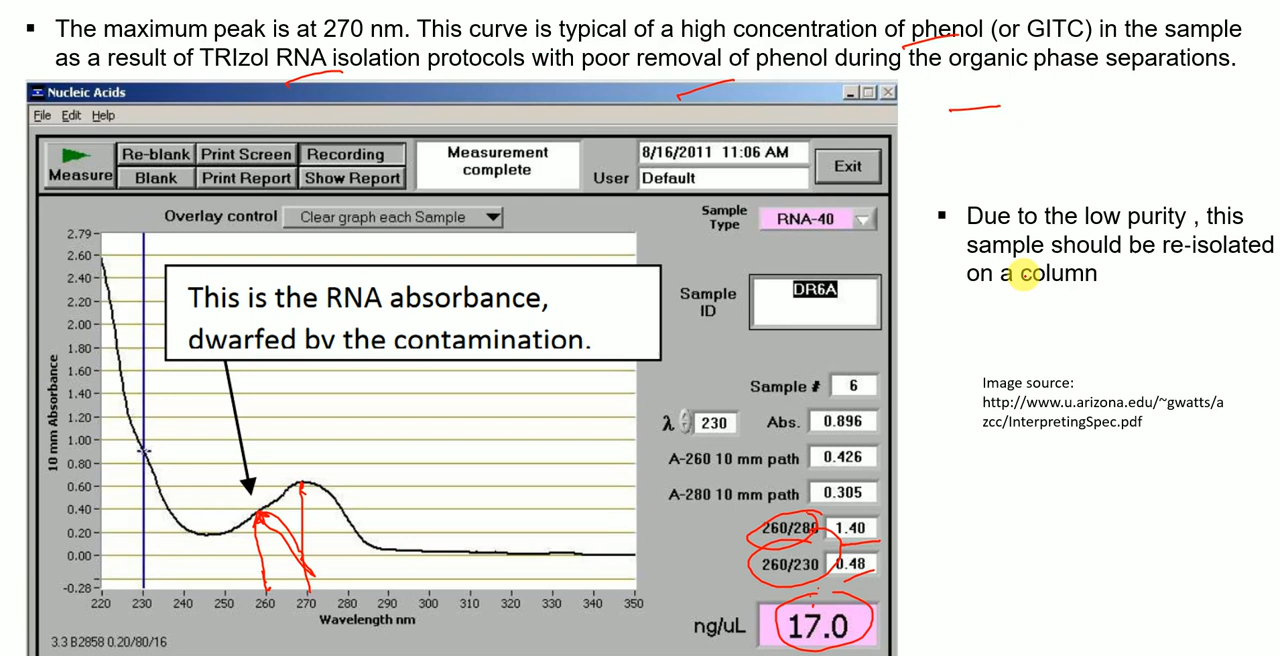 ▪ The maximum peak is at 270 nm. This curve is typical of a high concentration of phenol (or GITC) in the sample
as a result of TRIzol RNA isolation protocols with poor removal of phenol during the organic phase separations.
Nucleic Acids
File Edit Help
Measure
Re-blank Print Screen Recording
Blank Print Report Show Report
Measurement
complete
8/16/2011 11:06 AM
User Default
Exit
Overlay control Clear graph each Sample
Sample
Type
RNA-40
▪ Due to the low purity , this
sample should be re-isolated
on a column
This is the RNA absorbance,
dwarfed by the contamination.
Sample
ID
DR6A
10 mm Absorbance
2.79
2.60
2.40
2.20
2.00
1.80
1.60
1.40
1.20
1.00
0.80
0.60
0.40
0.20
0.00
-0.28
220 230 240 250 260 270 280 290 300 310 320 330 340 350
Wavelength nm
3.3 B2858 0.20/80/16
Sample # 6
λ 230 Abs. 0.896
A-260 10 mm path 0.426
A-280 10 mm path 0.305
260/280 1.40
260/230 0.48
ng/uL 17.0
Image source:
http://www.u.arizona.edu/~gwatts/a
zcc/InterpretingSpec.pdf